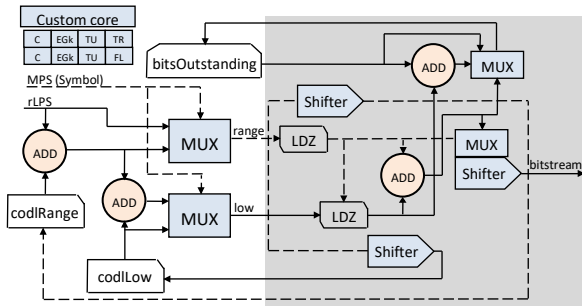 Custom core
C EGk TU TR
C EGk TU FL
bitsOutstanding
ADD
MUX
MPS (Symbol)
rLPS
Shifter
MUX
range
LDZ
MUX
ADD
bitstream
ADD
Shifter
codIRange
ADD
MUX
low
LDZ
Shifter
codILow